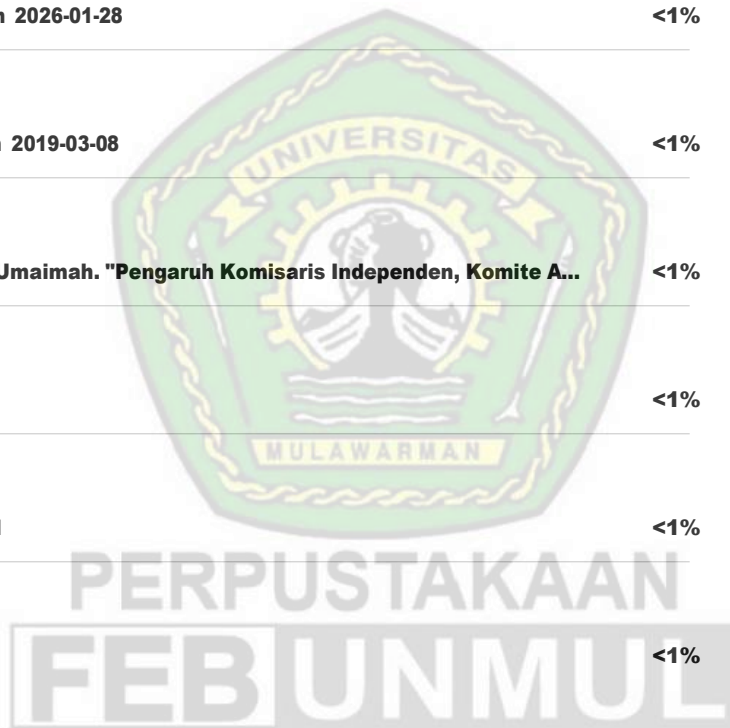 2026-01-28 <1%
2019-03-08 <1%
UNIVERSITAS
Umaimah. "Pengaruh Komisaris Independen, Komite A... <1%
<1%
MULAWARMAN
<1%
PERPUSTAKAAN
FEB UNMUL
<1%